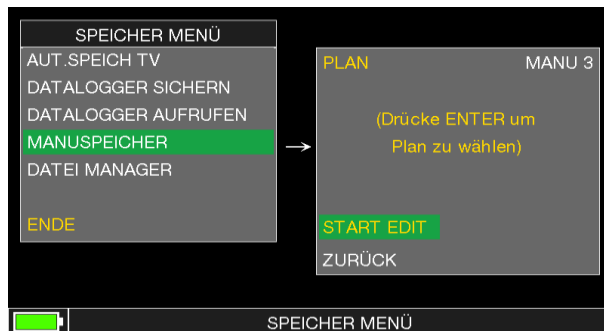 SPEICHER MENÜ
AUT.SPEICH TV
DATALOGGER SICHERN
DATALOGGER AUFRUFEN
MANUSPEICHER
DATEI MANAGER
ENDE
→
PLAN MANU 3
(Drücke ENTER um
Plan zu wählen)
START EDIT
ZURÜCK
SPEICHER MENÜ